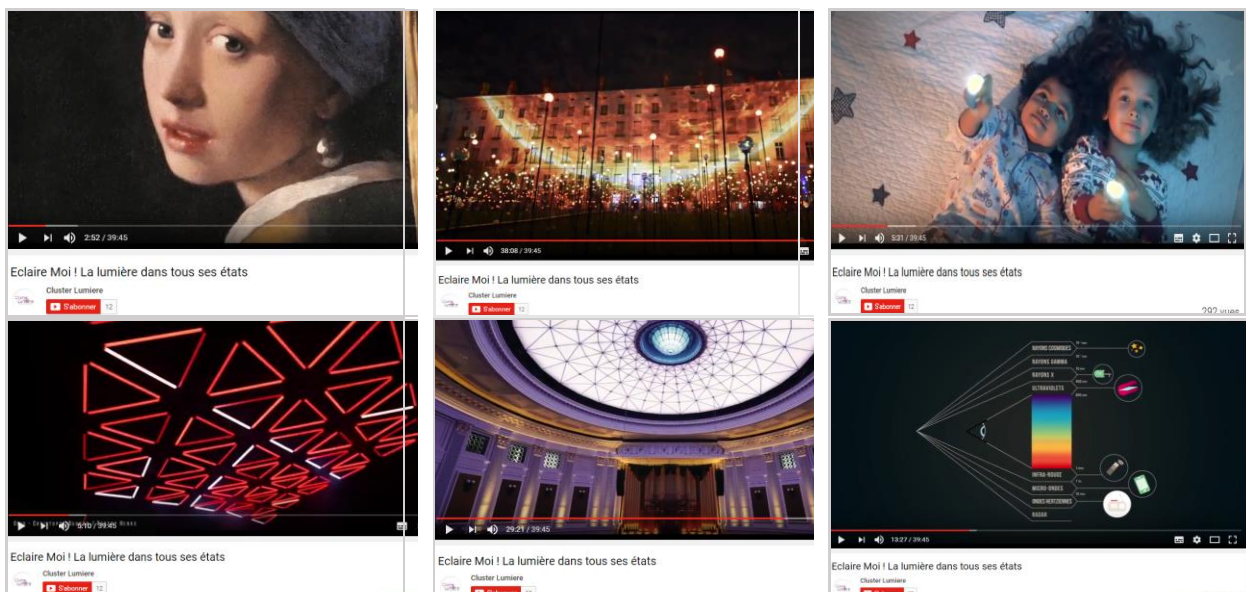 2:52 / 39:45
Eclaire Moi ! La lumière dans tous ses états
Cluster Lumiere
S'abonner 12
38:08 / 39:45
Eclaire Moi ! La lumière dans tous ses états
Cluster Lumiere
S'abonner 12
5:31 / 39:45
Eclaire Moi ! La lumière dans tous ses états
Cluster Lumiere
S'abonner 12
292 vues
/ 39:45
Eclaire Moi ! La lumière dans tous ses états
Cluster Lumiere
S'abonner 12
29:21 / 39:45
Eclaire Moi ! La lumière dans tous ses états
Cluster Lumiere
RAYONS COSMIQUES
RAYONS GAMMA
RAYONS X
ULTRAVIOLETS
INFRA-ROUGE
MICRO-ONDES
ONDES HERTZIENNES
RADAR
13:27 / 39:45
Eclaire Moi ! La lumière dans tous ses états
Cluster Lumiere